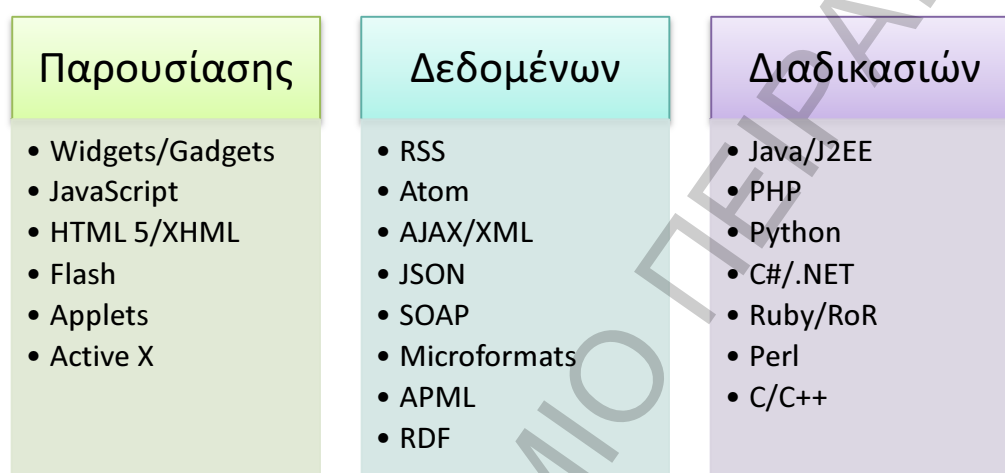 Παρουσίασης
• Widgets/Gadgets
• JavaScript
• HTML 5/XHML
• Flash
• Applets
• Active X
Δεδομένων
• RSS
• Atom
• AJAX/XML
• JSON
• SOAP
• Microformats
• APML
• RDF
Διαδικασιών
• Java/J2EE
• PHP
• Python
• C#/.NET
• Ruby/RoR
• Perl
• C/C++